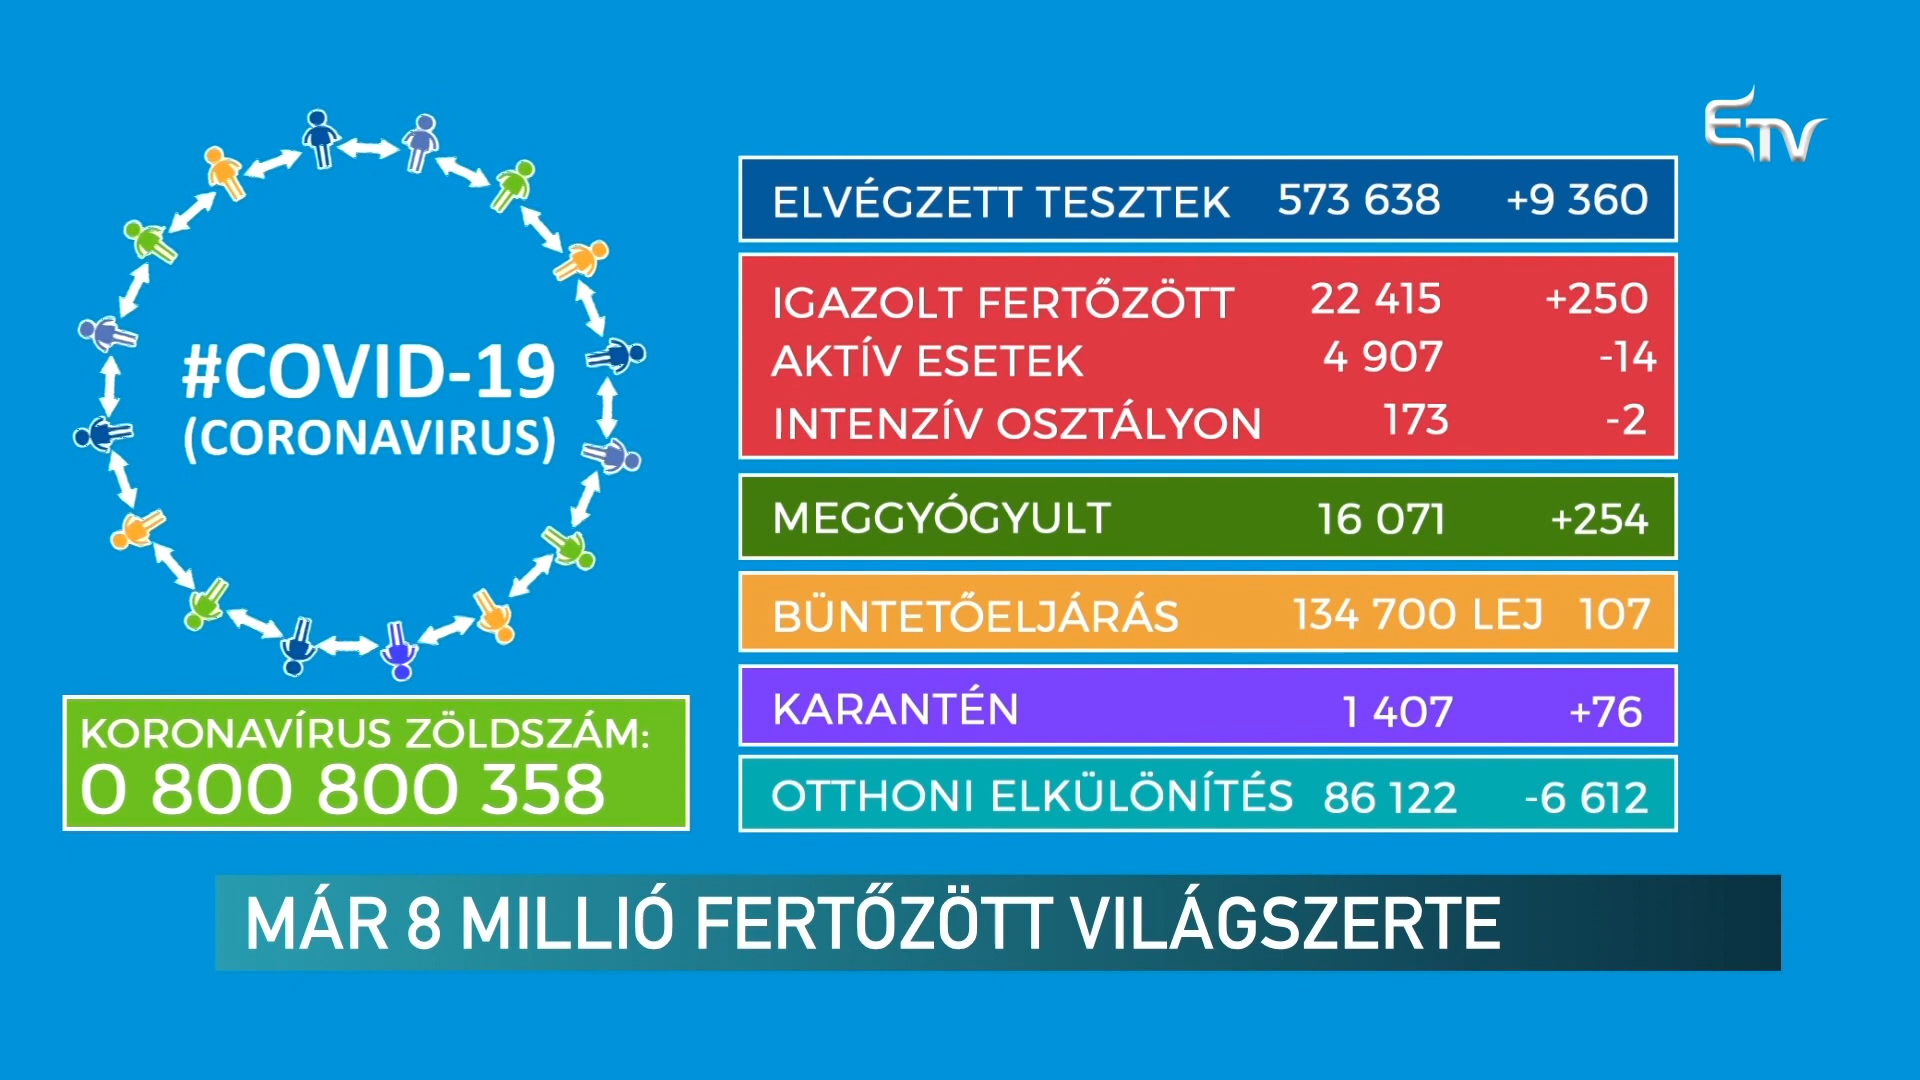 ETV
ELVÉGZETT TESZTEK 573 638 +9 360
IGAZOLT FERTŐZÖTT 22 415 +250
AKTÍV ESETEK 4 907 -14
INTENZÍV OSZTÁLYON 173 -2
MEGGYÓGYULT 16 071 +254
BÜNTETŐELJÁRÁS 134 700 LEJ 107
KARANTÉN 1 407 +76
OTTHONI ELKÜLÖNÍTÉS 86 122 -6 612
#COVID-19
(CORONAVIRUS)
KORONAVÍRUS ZÖLDSZÁM:
0 800 800 358
MÁR 8 MILLIÓ FERTŐZÖTT VILÁGSZERTE